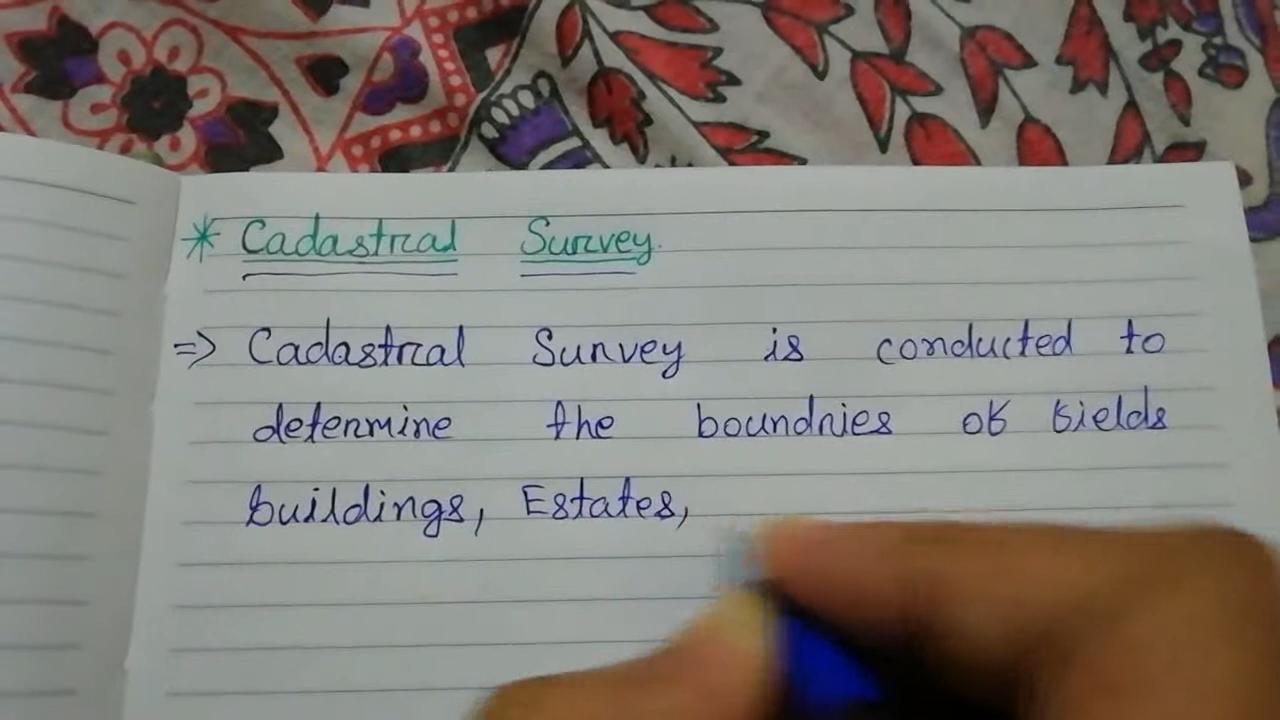 * Cadastral Survey.
=> Cadastral Survey is conducted to
determine the boundries of fields
buildings, Estates,